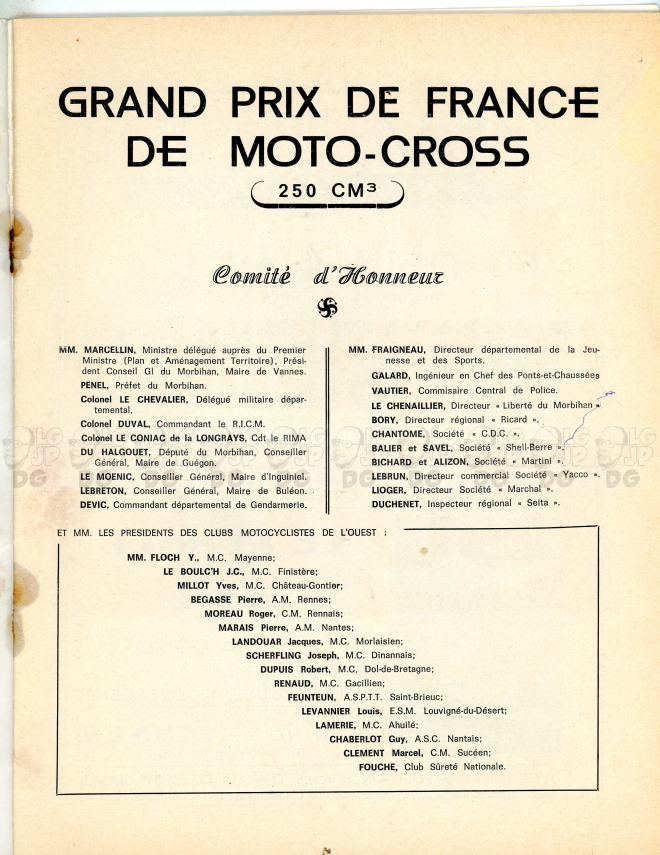 GRAND PRIX DE FRANCE
DE MOTO-CROSS
250 CM³
Comité d'Honneur
MM. MARCELLIN, Ministre délégué auprès du Premier
Ministre (Plan et Aménagement Territoire), Prési-
dent Conseil Gl du Morbihan, Maire de Vannes.
PENEL, Préfet du Morbihan.
Colonel LE CHEVALIER, Délégué militaire dépar-
temental.
Colonel DUVAL, Commandant le R.I.C.M.
Colonel LE CONIAC de la LONGRAYS, Cdt le RIMA
DU HALGOUET, Député du Morbihan, Conseiller
Général, Maire de Guégon.
LE MOENIC, Conseiller Général, Maire d'Inguiniel.
LEBRETON, Conseiller Général, Maire de Buléon.
DEVIC, Commandant départemental de Gendarmerie.
MM. FRAIGNEAU, Directeur départemental de la Jeu-
nesse et des Sports.
GALARD, Ingénieur en Chef des Ponts-et-Chaussées
VAUTIER, Commisaire Central de Police.
LE CHENAILLIER, Directeur « Liberté du Morbihan ».
BORY, Directeur régional « Ricard ».
CHANTOME, Société « C.D.C. ».
BALIER et SAVEL, Société « Shell-Berre ».
BICHARD et ALIZON, Société « Martini ».
LEBRUN, Directeur commercial Société « Yacco ».
LIOGER, Directeur Société « Marchal ».
DUCHENET, Inspecteur régional « Seita ».
ET MM. LES PRESIDENTS DES CLUBS MOTOCYCLISTES DE L'OUEST :
MM. FLOCH Y., M.C. Mayenne;
LE BOULC'H J.C., M.C. Finistère;
MILLOT Yves, M.C. Château-Gontier;
BEGASSE Pierre, A.M. Rennes;
MOREAU Roger, C.M. Rennais;
MARAIS Pierre, A.M. Nantes;
LANDOUAR Jacques, M.C. Morlaisien;
SCHERFLING Joseph, M.C. Dinannais;
DUPUIS Robert, M.C. Dol-de-Bretagne;
RENAUD, M.C. Gacillien;
FEUNTEUN, A.S.P.T.T. Saint-Brieuc;
LEVANNIER Louis, E.S.M. Louvigné-du-Désert;
LAMERIE, M.C. Ahuilé;
CHABERLOT Guy, A.S.C. Nantais;
CLEMENT Marcel, C.M. Sucéen;
FOUCHE, Club Sûreté Nationale.